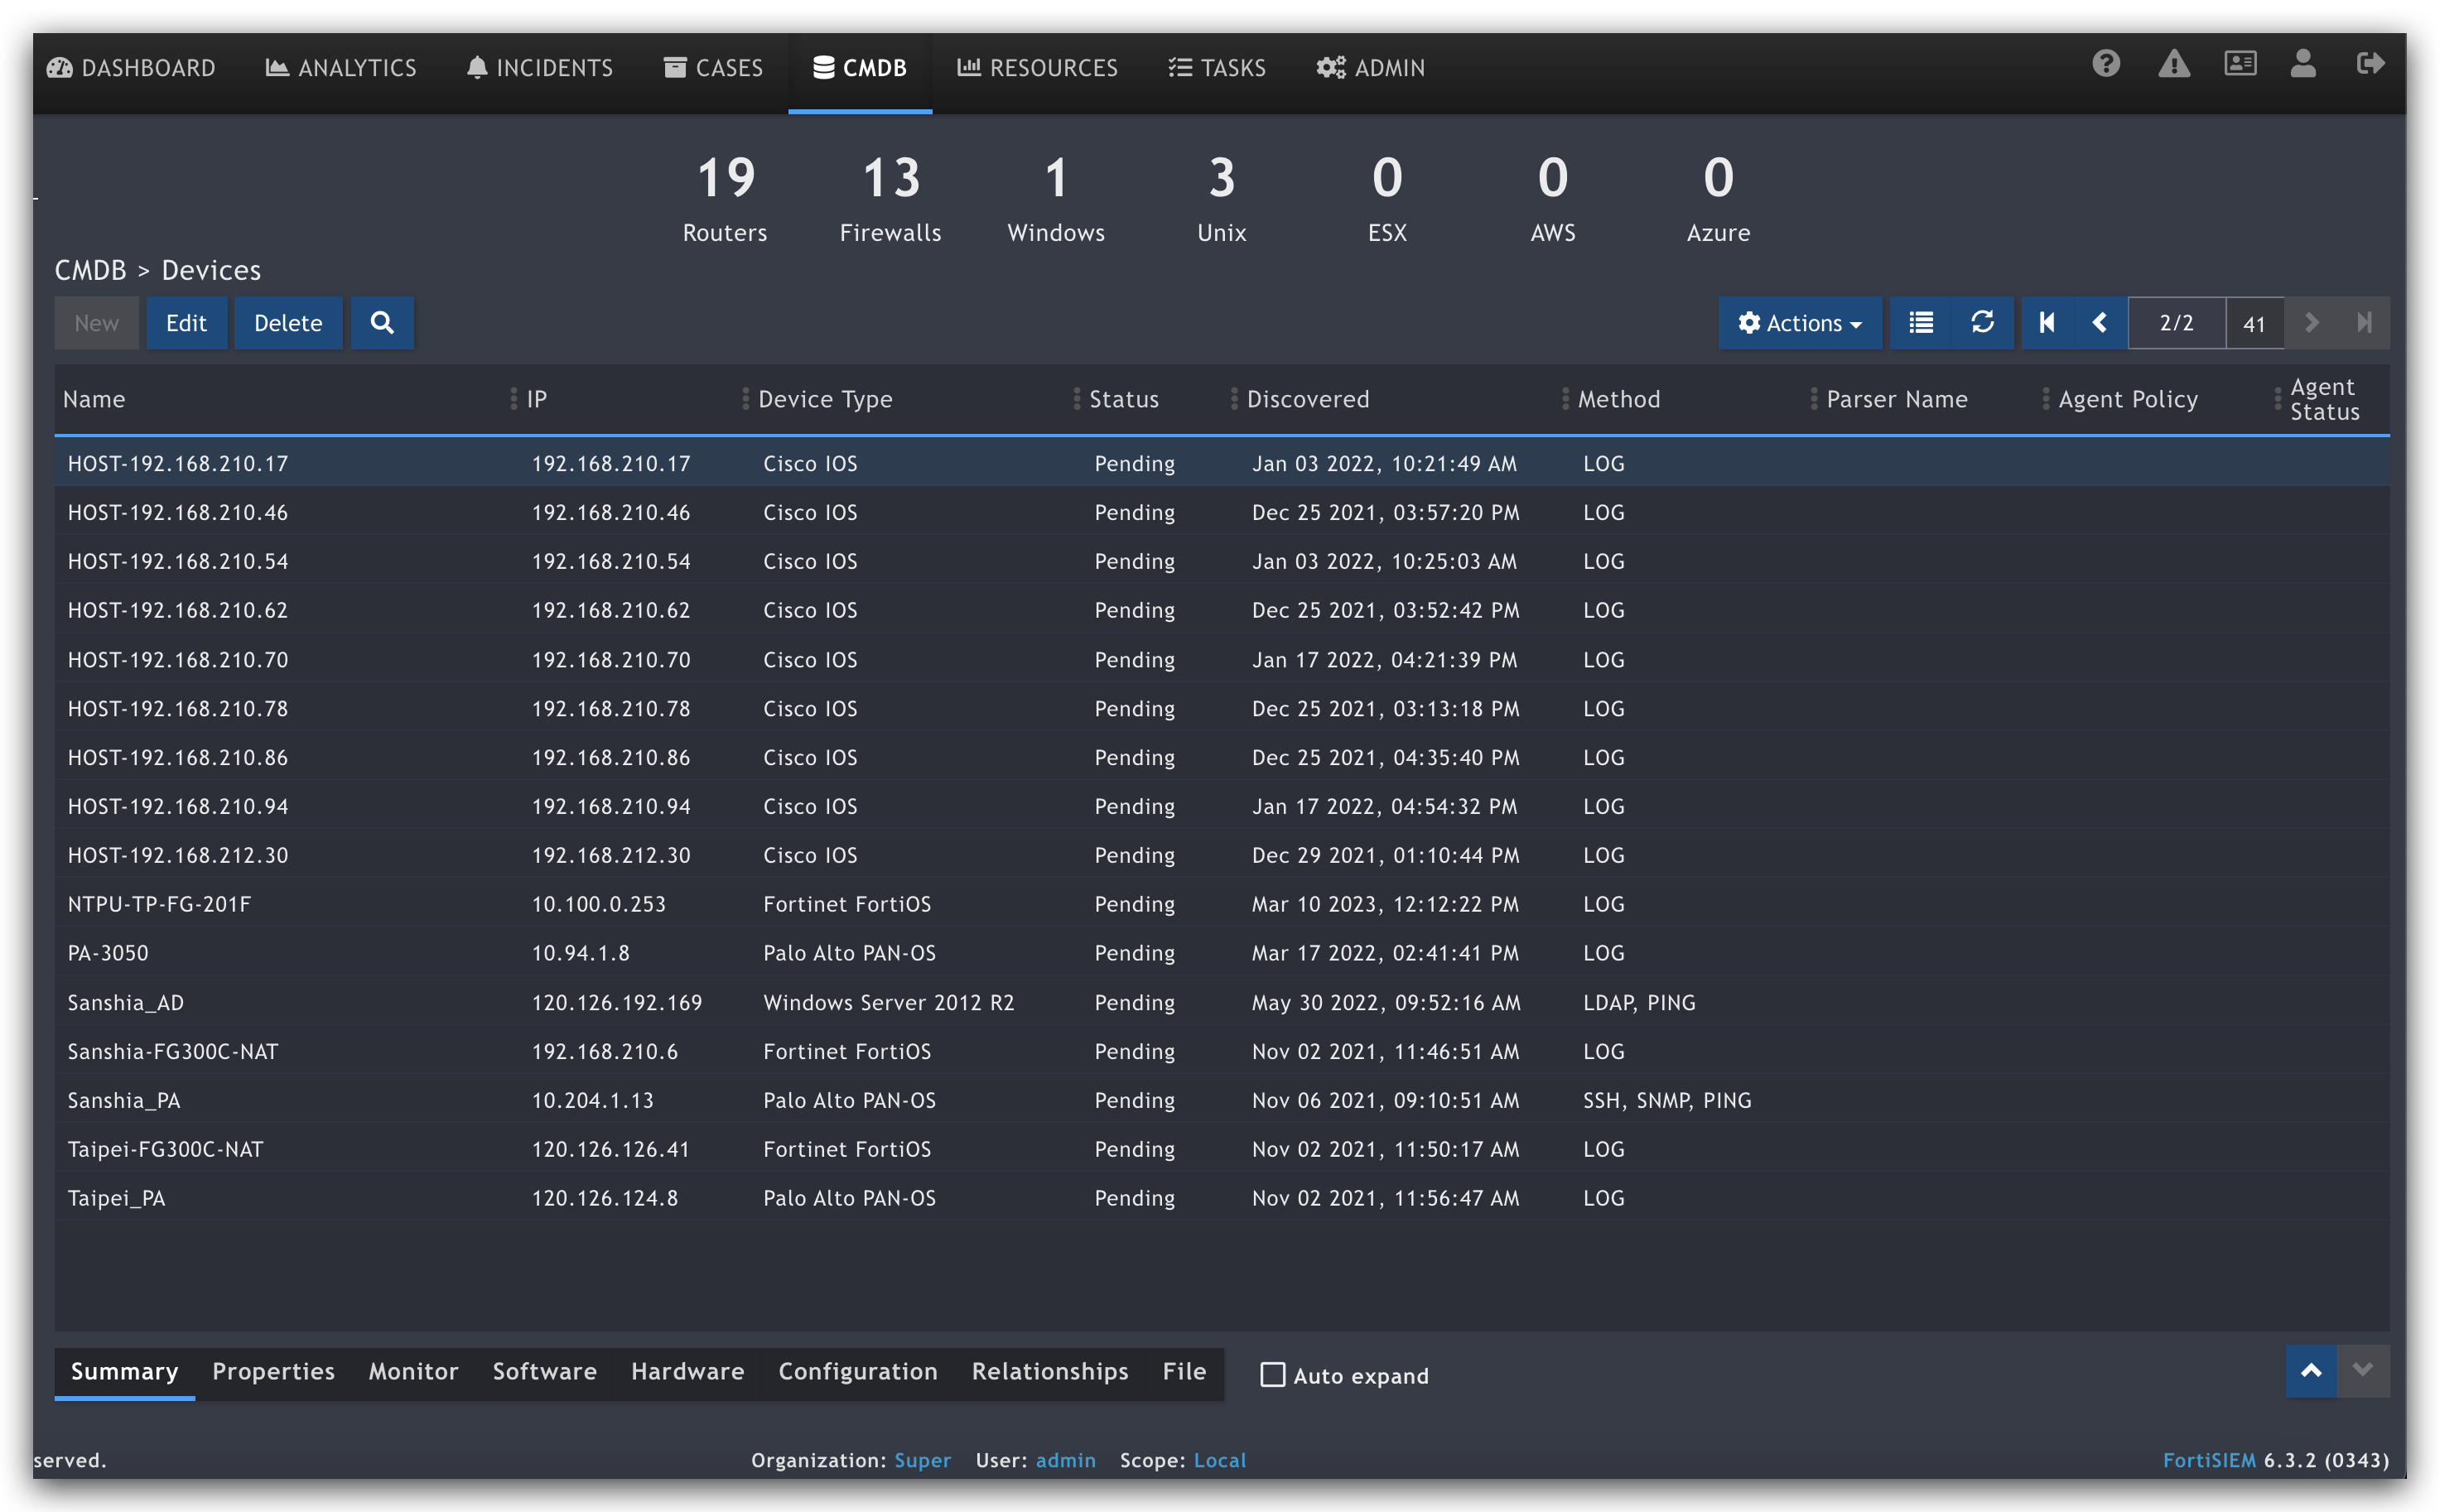 DASHBOARD ANALYTICS INCIDENTS CASES CMDB RESOURCES TASKS ADMIN
19 13 1 3 0 0 0
Routers Firewalls Windows Unix ESX AWS Azure
CMDB > Devices
New Edit Delete Actions 2/2 41
Name IP Device Type Status Discovered Method Parser Name Agent Policy Agent Status
HOST-192.168.210.17 192.168.210.17 Cisco IOS Pending Jan 03 2022, 10:21:49 AM LOG
HOST-192.168.210.46 192.168.210.46 Cisco IOS Pending Dec 25 2021, 03:57:20 PM LOG
HOST-192.168.210.54 192.168.210.54 Cisco IOS Pending Jan 03 2022, 10:25:03 AM LOG
HOST-192.168.210.62 192.168.210.62 Cisco IOS Pending Dec 25 2021, 03:52:42 PM LOG
HOST-192.168.210.70 192.168.210.70 Cisco IOS Pending Jan 17 2022, 04:21:39 PM LOG
HOST-192.168.210.78 192.168.210.78 Cisco IOS Pending Dec 25 2021, 03:13:18 PM LOG
HOST-192.168.210.86 192.168.210.86 Cisco IOS Pending Dec 25 2021, 04:35:40 PM LOG
HOST-192.168.210.94 192.168.210.94 Cisco IOS Pending Jan 17 2022, 04:54:32 PM LOG
HOST-192.168.212.30 192.168.212.30 Cisco IOS Pending Dec 29 2021, 01:10:44 PM LOG
NTPU-TP-FG-201F 10.100.0.253 Fortinet FortiOS Pending Mar 10 2023, 12:12:22 PM LOG
PA-3050 10.94.1.8 Palo Alto PAN-OS Pending Mar 17 2022, 02:41:41 PM LOG
Sanshia_AD 120.126.192.169 Windows Server 2012 R2 Pending May 30 2022, 09:52:16 AM LDAP, PING
Sanshia-FG300C-NAT 192.168.210.6 Fortinet FortiOS Pending Nov 02 2021, 11:46:51 AM LOG
Sanshia_PA 10.204.1.13 Palo Alto PAN-OS Pending Nov 06 2021, 09:10:51 AM SSH, SNMP, PING
Taipei-FG300C-NAT 120.126.126.41 Fortinet FortiOS Pending Nov 02 2021, 11:50:17 AM LOG
Taipei_PA 120.126.124.8 Palo Alto PAN-OS Pending Nov 02 2021, 11:56:47 AM LOG
Summary Properties Monitor Software Hardware Configuration Relationships File Auto expand
served. Organization: Super User: admin Scope: Local FortiSIEM 6.3.2 (0343)